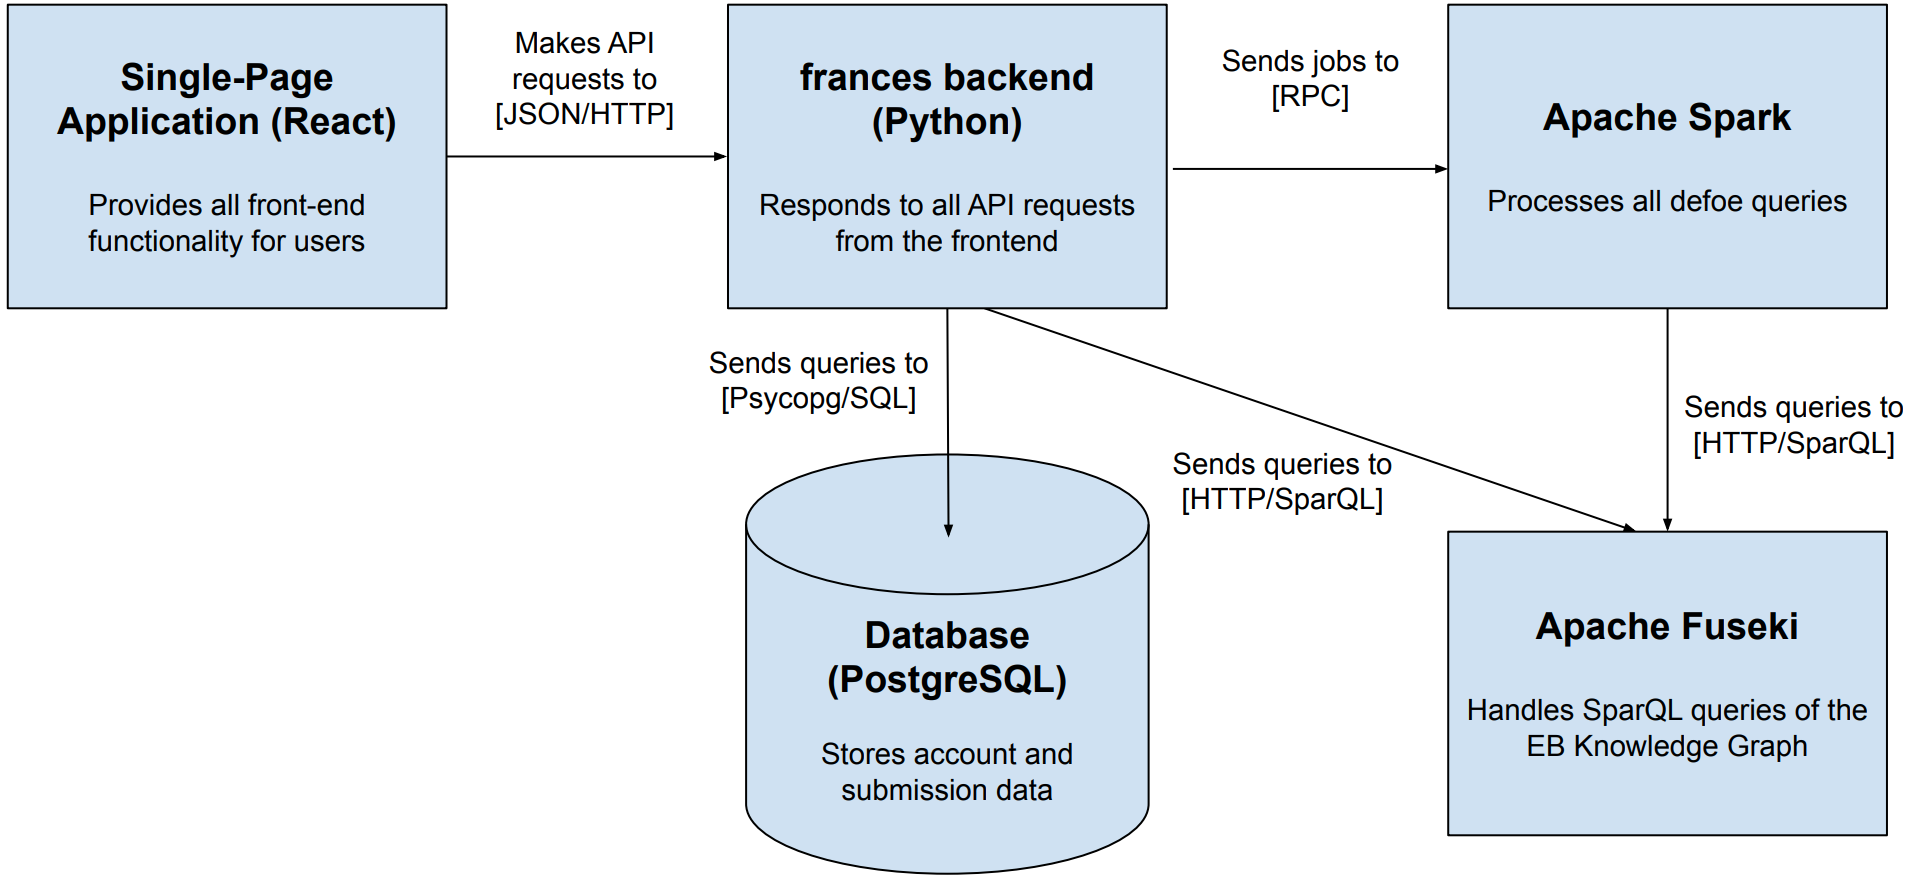 Single-Page
Application (React)
Provides all front-end
functionality for users
Makes API
requests to
[JSON/HTTP]
frances backend
(Python)
Responds to all API requests
from the frontend
Sends jobs to
[RPC]
Apache Spark
Processes all defoe queries
Sends queries to
[Psycopg/SQL]
Sends queries to
[HTTP/SparQL]
Sends queries to
[HTTP/SparQL]
Database
(PostgreSQL)
Stores account and
submission data
Apache Fuseki
Handles SparQL queries of the
EB Knowledge Graph